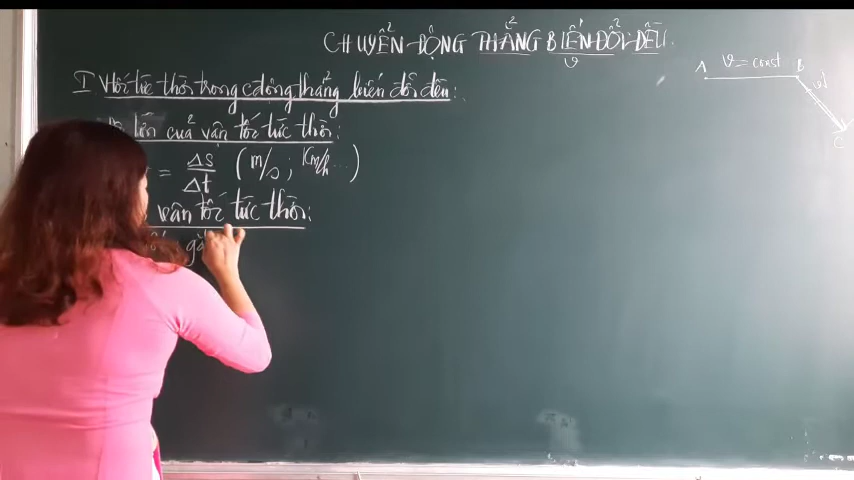 CHUYỂN ĐỘNG THẲNG BIẾN ĐỔI ĐỀU.
v
A v = const B
v↑
C
I Vận tốc tức thời trong cđộng thẳng biến đổi đều:
lớn của vận tốc tức thời:
= Δs/Δt (m/s; Km/h...)
vận tốc tức thời: